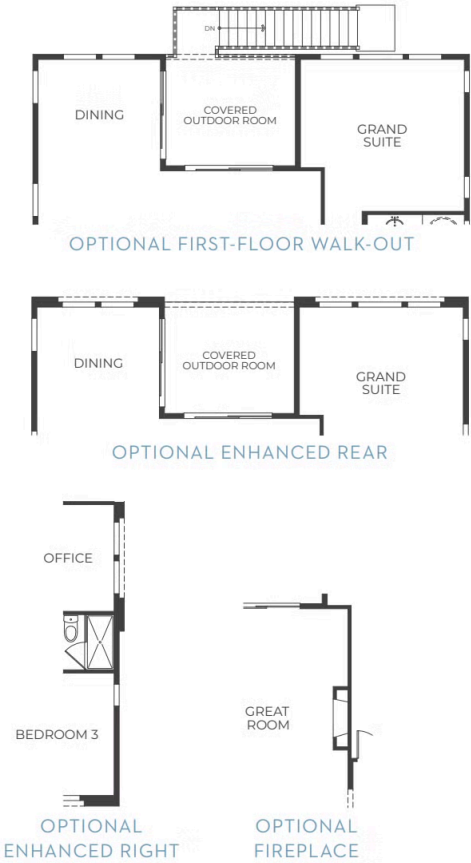 DN
DINING
COVERED
OUTDOOR ROOM
GRAND
SUITE
OPTIONAL FIRST-FLOOR WALK-OUT
DINING
COVERED
OUTDOOR ROOM
GRAND
SUITE
OPTIONAL ENHANCED REAR
OFFICE
BEDROOM 3
OPTIONAL
ENHANCED RIGHT
GREAT
ROOM
OPTIONAL
FIREPLACE